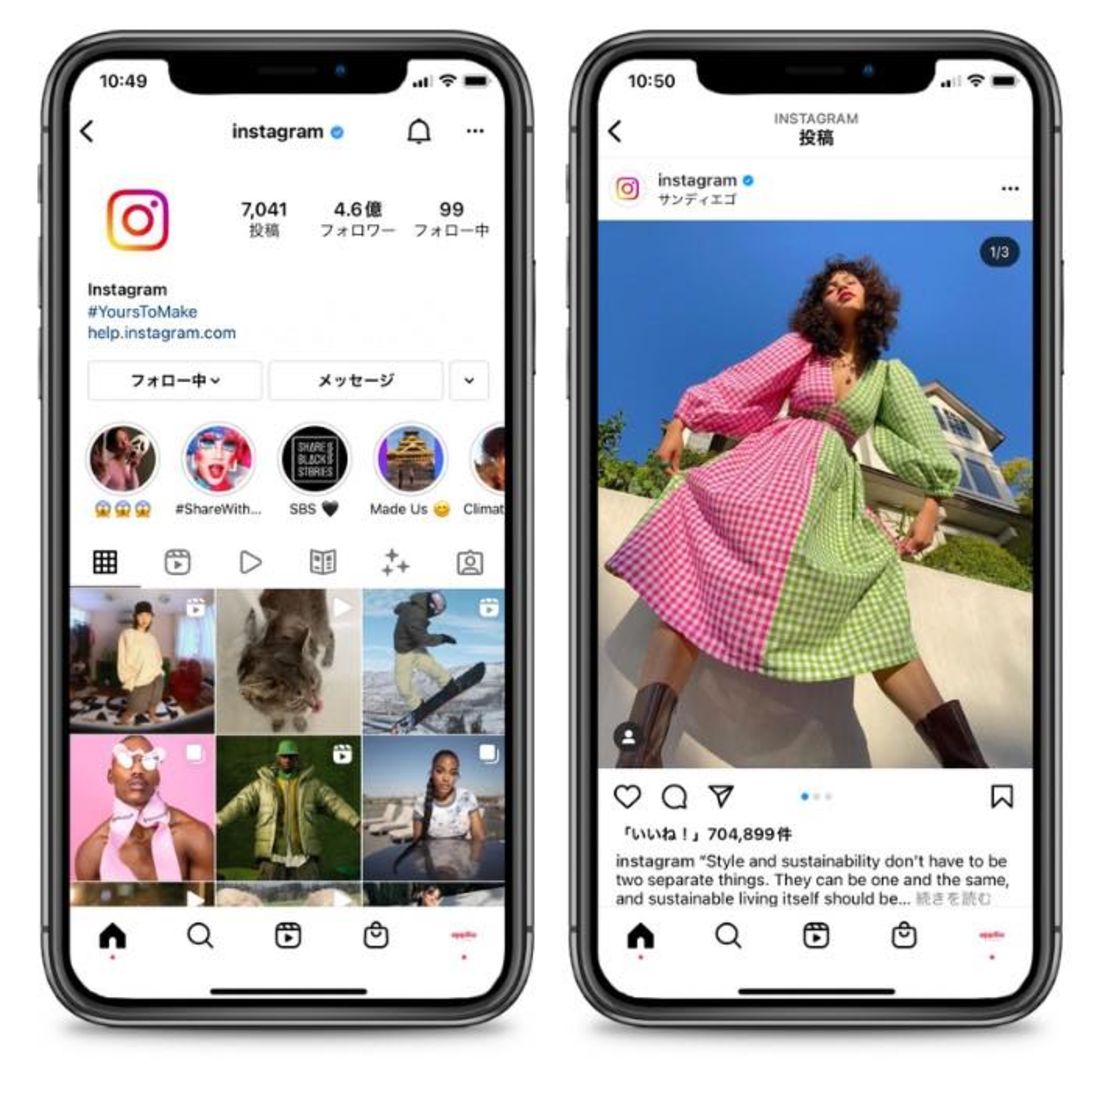 10:49
instagram
7,041
投稿
4.6億
フォロワー
99
フォロー中
Instagram
#YoursToMake
help.instagram.com
フォロー中
メッセージ
SHARE
BLACK
STORIES
😱😱😱
#ShareWith...
SBS 🖤
Made Us 😊
Climat
10:50
INSTAGRAM
投稿
instagram
サンディエゴ
1/3
「いいね！」704,899件
instagram “Style and sustainability don't have to be
two separate things. They can be one and the same,
and sustainable living itself should be... 続きを読む